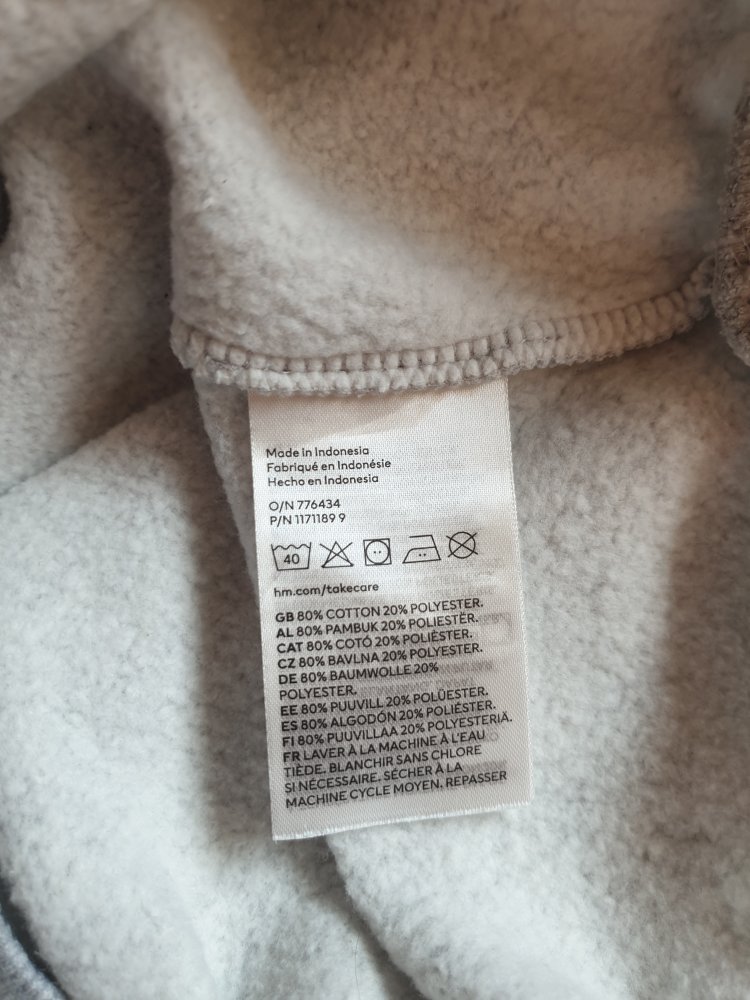 Made in Indonesia
Fabriqué en Indonésie
Hecho en Indonesia
O/N 776434
P/N 1171189 9
40
hm.com/takecare
GB 80% COTTON 20% POLYESTER.
AL 80% PAMBUK 20% POLIESTËR.
CAT 80% COTÓ 20% POLIÈSTER.
CZ 80% BAVLNA 20% POLYESTER.
DE 80% BAUMWOLLE 20%
POLYESTER.
EE 80% PUUVILL 20% POLÜESTER.
ES 80% ALGODÓN 20% POLIÉSTER.
FI 80% PUUVILLAA 20% POLYESTERIÄ.
FR LAVER À LA MACHINE À L'EAU
TIÈDE. BLANCHIR SANS CHLORE
SI NÉCESSAIRE. SÉCHER À LA
MACHINE CYCLE MOYEN. REPASSER